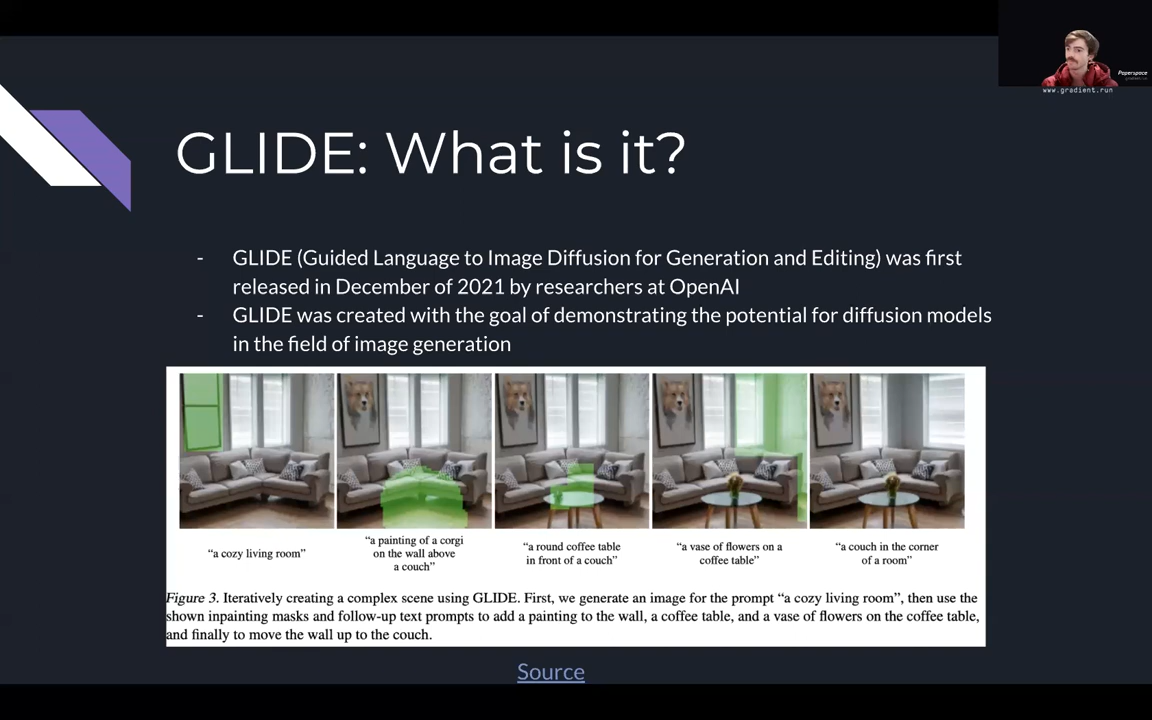 Paperspace
www.gradient.run
GLIDE: What is it?
- GLIDE (Guided Language to Image Diffusion for Generation and Editing) was first
released in December of 2021 by researchers at OpenAI
- GLIDE was created with the goal of demonstrating the potential for diffusion models
in the field of image generation
“a cozy living room”
“a painting of a corgi
on the wall above
a couch”
“a round coffee table
in front of a couch”
“a vase of flowers on a
coffee table”
“a couch in the corner
of a room”
Figure 3. Iteratively creating a complex scene using GLIDE. First, we generate an image for the prompt “a cozy living room”, then use the
shown inpainting masks and follow-up text prompts to add a painting to the wall, a coffee table, and a vase of flowers on the coffee table,
and finally to move the wall up to the couch.
Source